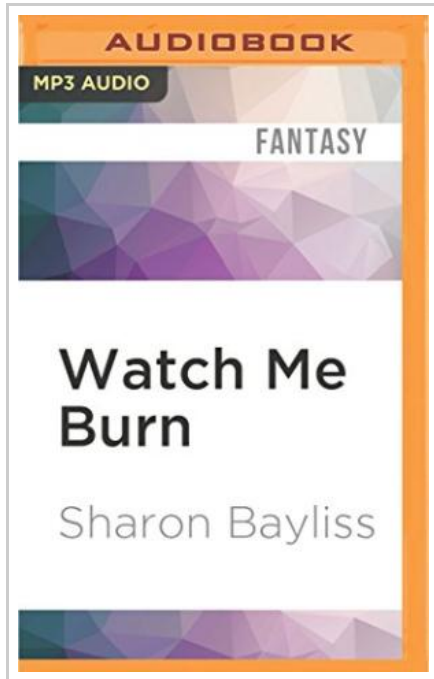 AUDIOBOOK
MP3 AUDIO
FANTASY
Watch Me
Burn
Sharon Bayliss